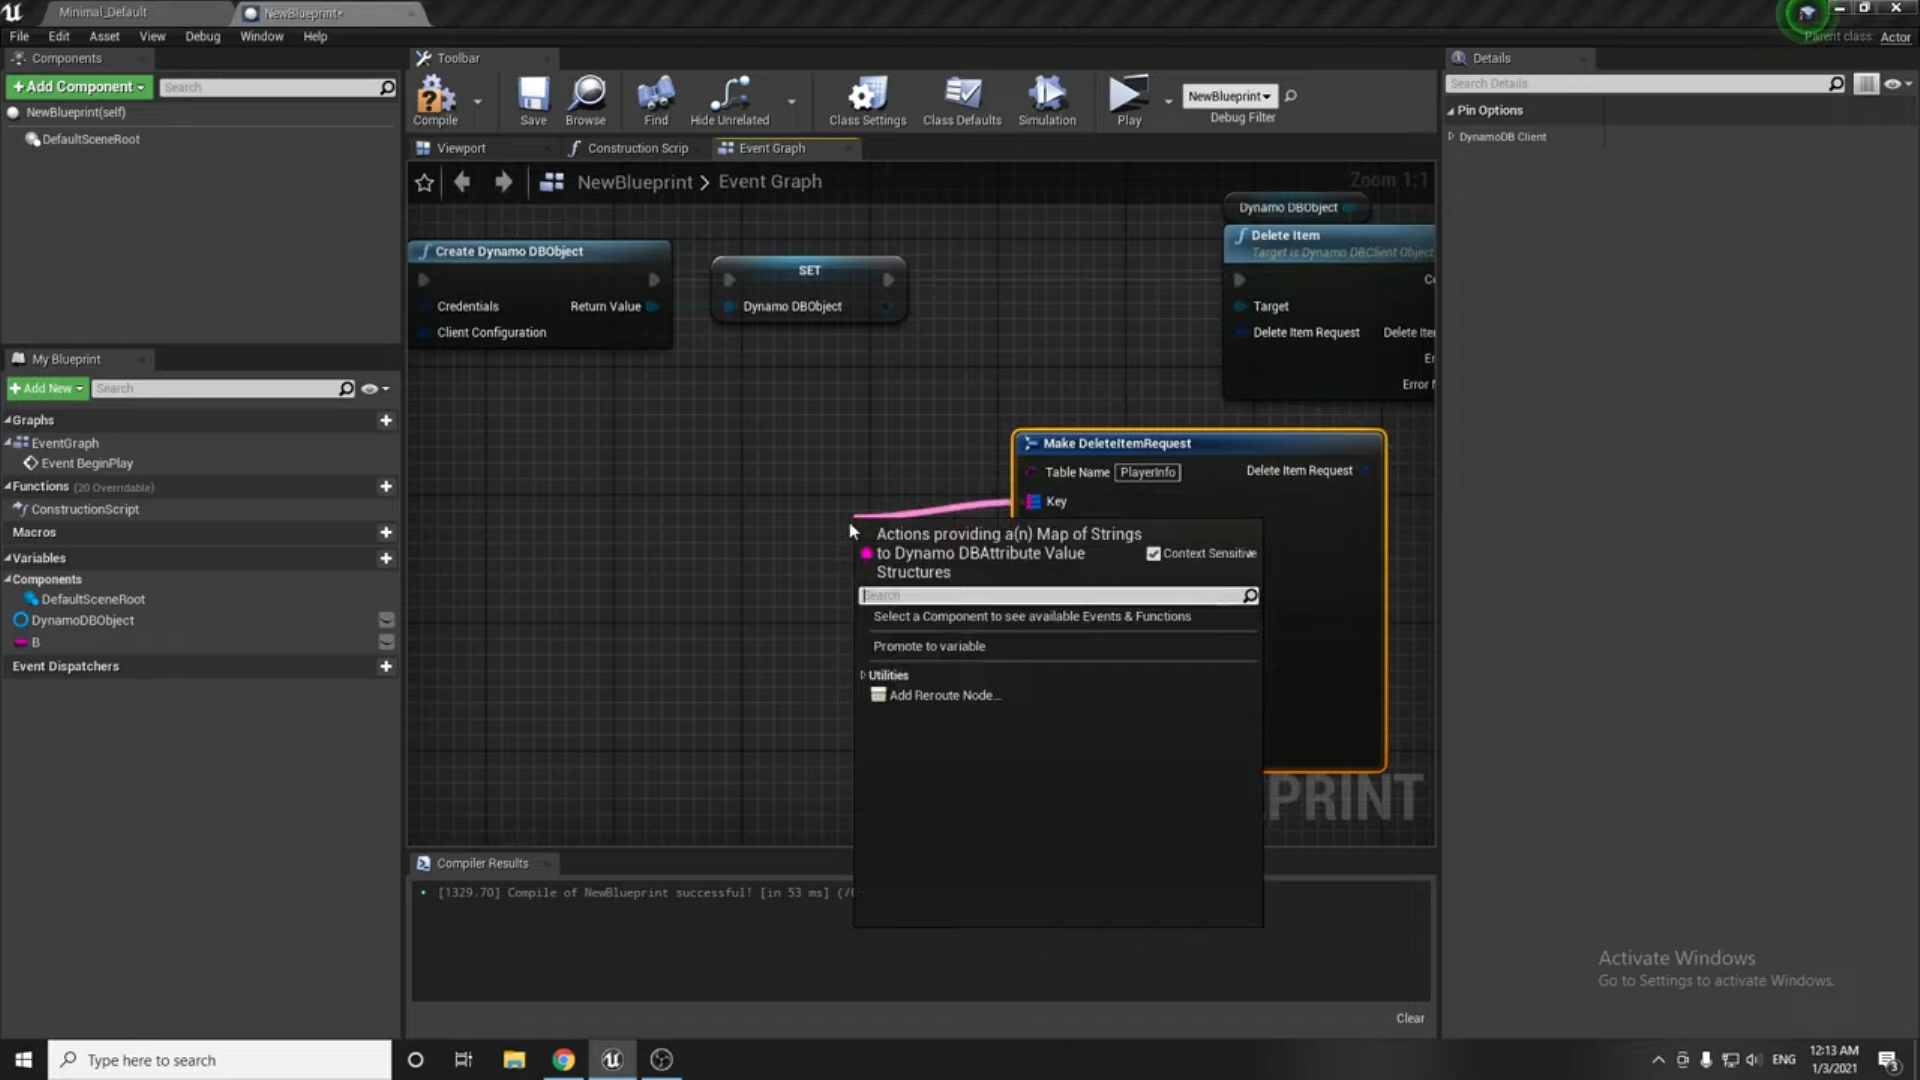 Minimal_Default
NewBlueprint*
File Edit Asset View Debug Window Help
Parent class: Actor
Components
+Add Component
Search
NewBlueprint(self)
DefaultSceneRoot
Toolbar
Compile
Save
Browse
Find
Hide Unrelated
Class Settings
Class Defaults
Simulation
Play
NewBlueprint
Debug Filter
Details
Search Details
Pin Options
DynamoDB Client
Viewport
Construction Scrip
Event Graph
NewBlueprint > Event Graph
Zoom 1:1
Create Dynamo DBObject
Credentials
Return Value
Client Configuration
SET
Dynamo DBObject
Dynamo DBObject
Delete Item
Target is Dynamo DBClient Object
Target
Delete Item Request
Delete Ite
Make DeleteItemRequest
Table Name
PlayerInfo
Delete Item Request
Key
Actions providing a(n) Map of Strings
to Dynamo DBAttribute Value
Structures
Context Sensitive
Search
Select a Component to see available Events & Functions
Promote to variable
Utilities
Add Reroute Node...
PRINT
My Blueprint
+Add New
Search
Graphs
EventGraph
Event BeginPlay
Functions (20 Overridable)
ConstructionScript
Macros
Variables
Components
DefaultSceneRoot
DynamoDBObject
B
Event Dispatchers
Compiler Results
[1329.70] Compile of NewBlueprint successful! [in 53 ms] (/
Clear
Activate Windows
Go to Settings to activate Windows.
Type here to search
ENG
12:13 AM
1/3/2021
3